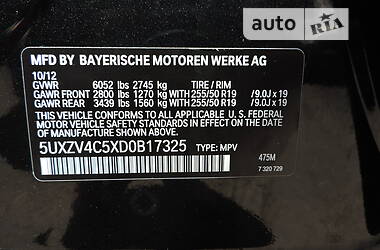 auto RIA
MFD BY BAYERISCHE MOTOREN WERKE AG
10/12
GVWR 6052 lbs 2745 kg TIRE / RIM
GAWR FRONT 2800 lbs 1270 kg 255/50 R19 /9.0J x 19
GAWR REAR 3439 lbs 1560 kg 255/50 R19 /9.0J x 19
THIS VEHICLE CONFORMS TO ALL APPLICABLE U. S. FEDERAL
MOTOR VEHICLE SAFETY STANDARDS IN EFFECT ON THE
DATE OF MANUFACTURE SHOWN ABOVE.
5UXZV4C5XD0B17325 TYPE: MPV
475M
7 320 729